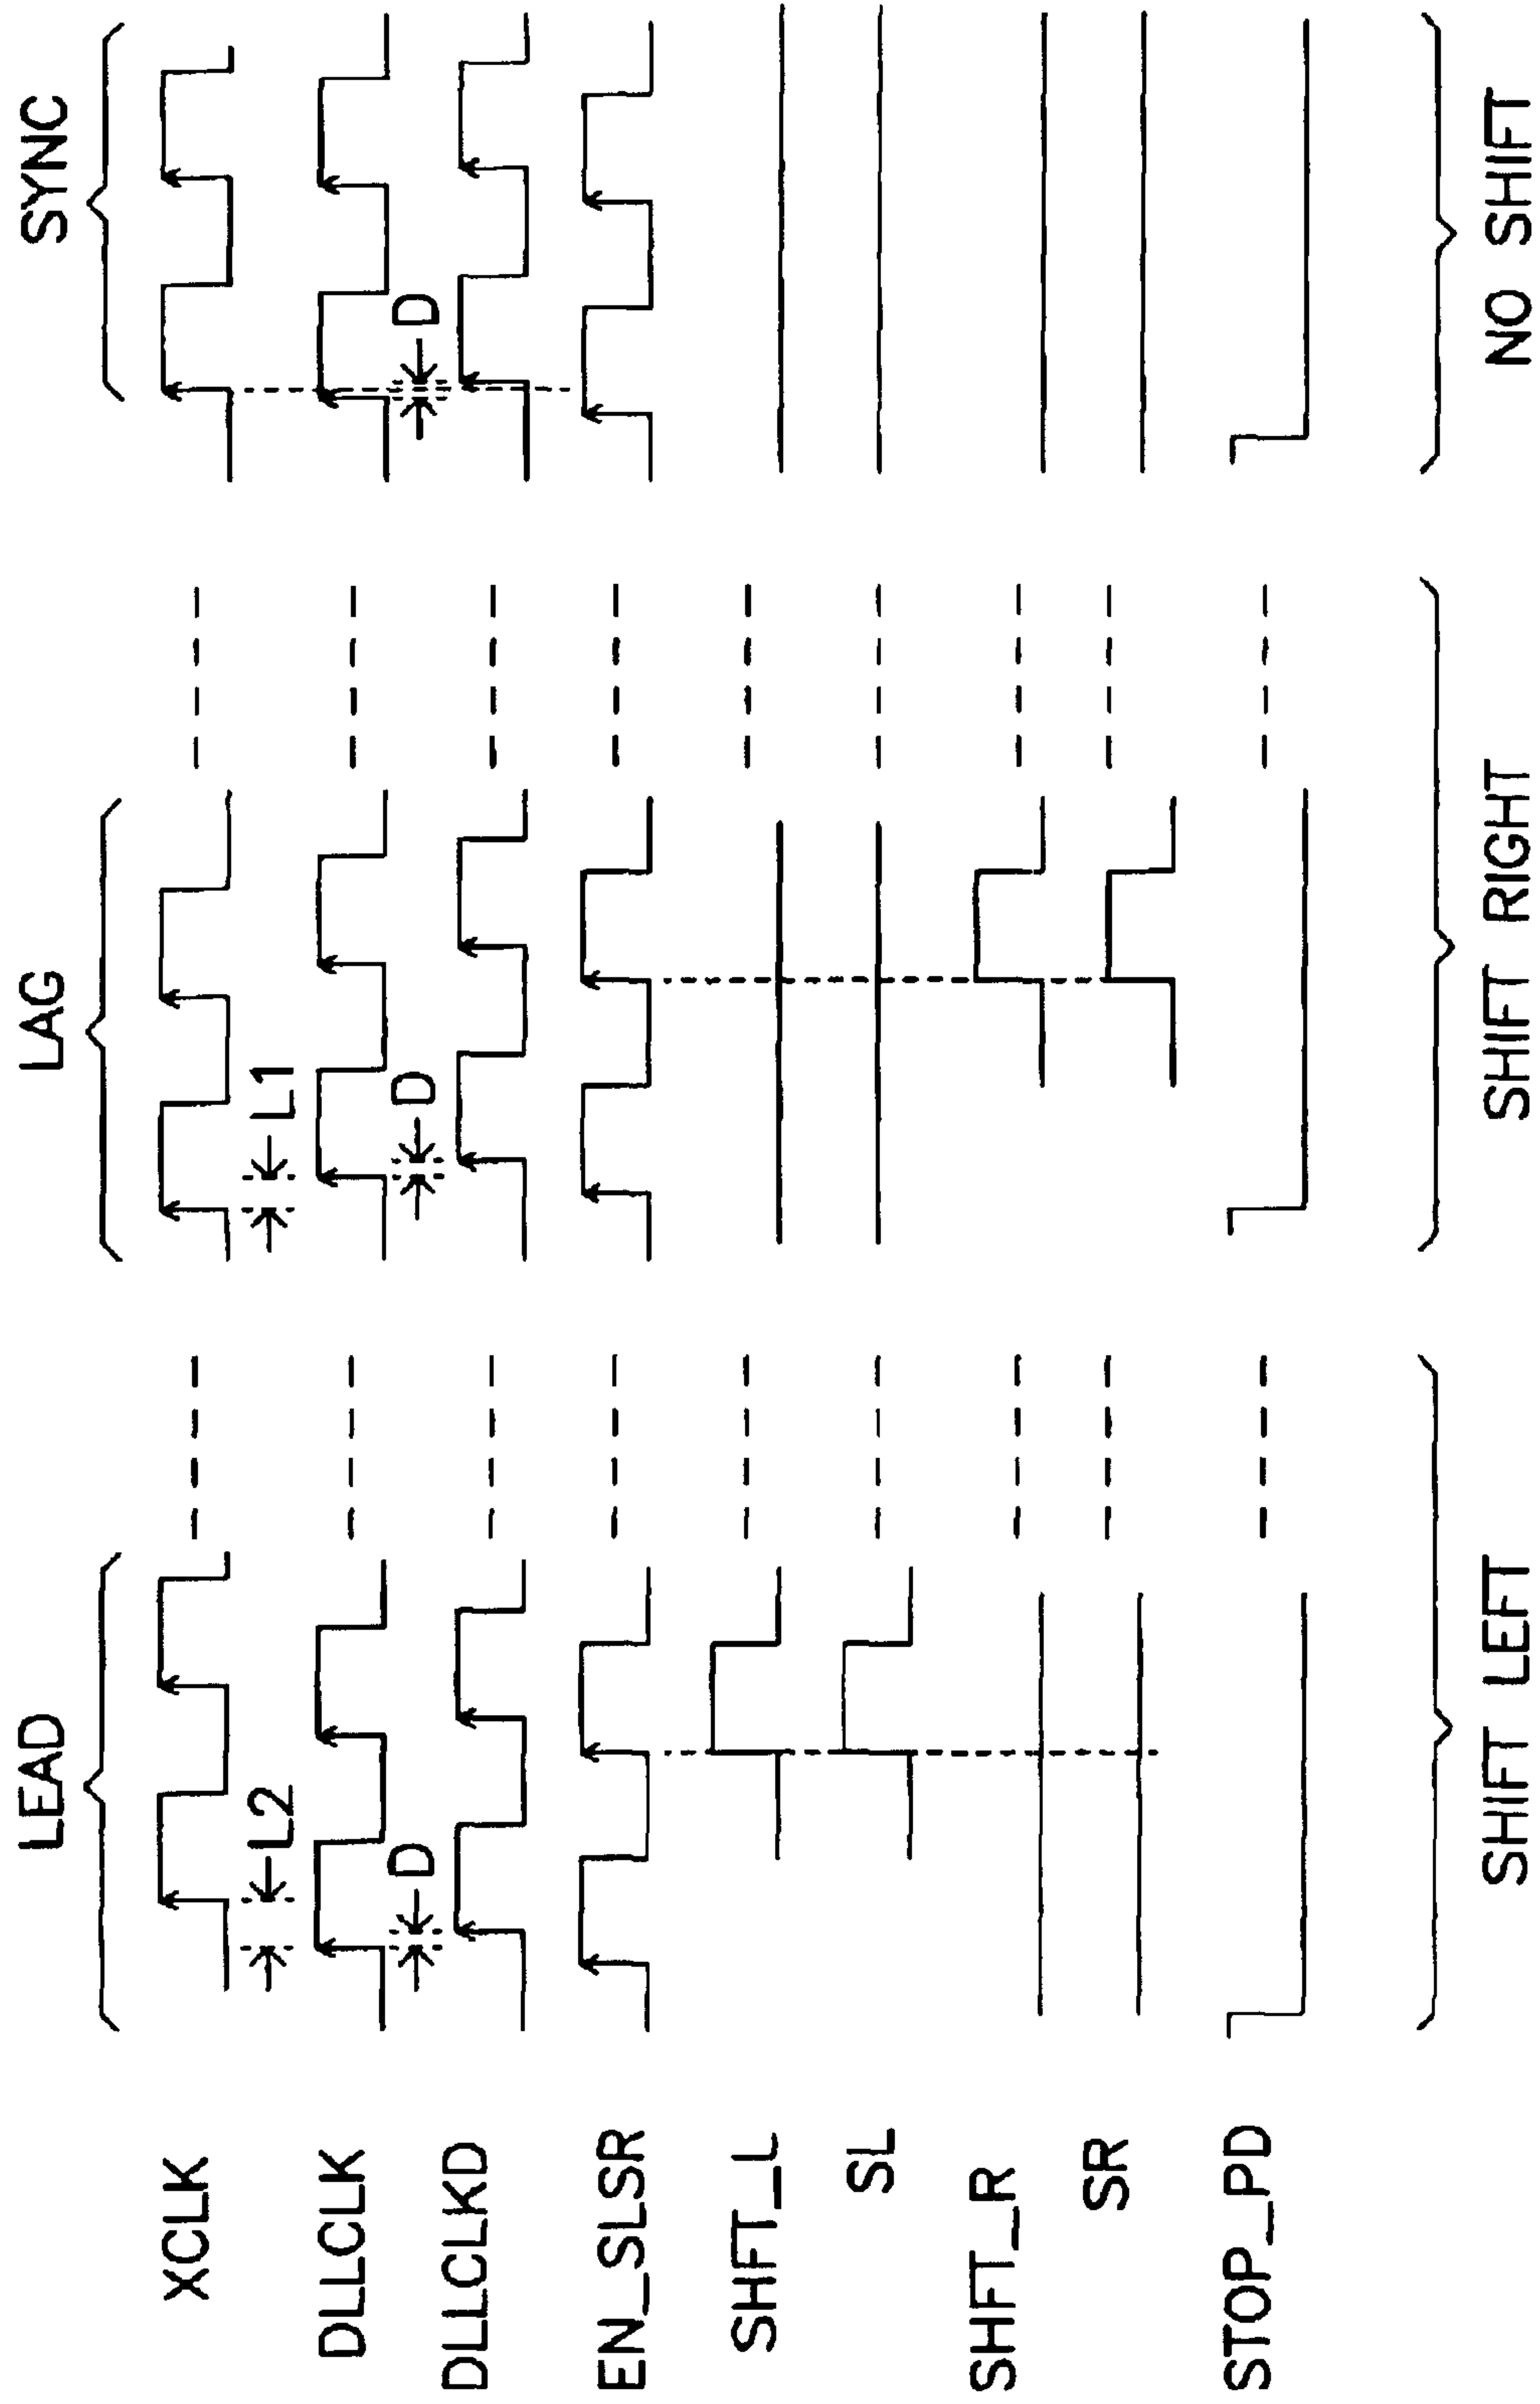 LEAD
LAG
SYNC
XCLK
L2
L1
DLLCLK
D
D
D
DLLCLKD
EN_SLSR
SHFT_L
SL
SHFT_R
SR
STOP_PD
SHIFT LEFT
SHIFT RIGHT
NO SHIFT